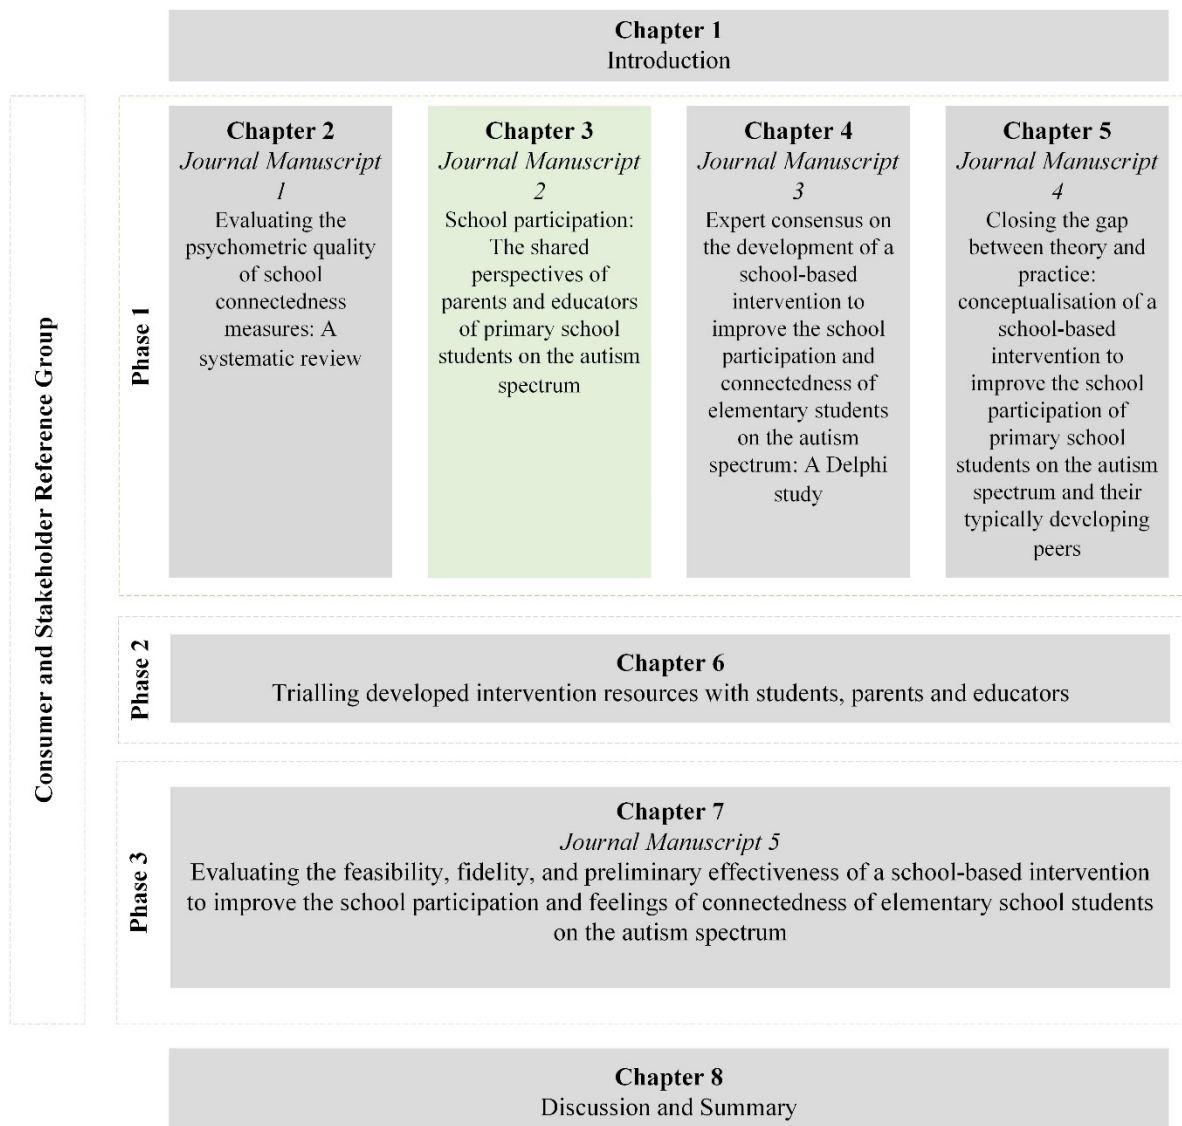 Chapter 1
Introduction
Consumer and Stakeholder Reference Group
Phase 1
Chapter 2
Journal Manuscript
1
Evaluating the
psychometric quality
of school
connectedness
measures: A
systematic review
Chapter 3
Journal Manuscript
2
School participation:
The shared
perspectives of
parents and educators
of primary school
students on the autism
spectrum
Chapter 4
Journal Manuscript
3
Expert consensus on
the development of a
school-based
intervention to
improve the school
participation and
connectedness of
elementary students
on the autism
spectrum: A Delphi
study
Chapter 5
Journal Manuscript
4
Closing the gap
between theory and
practice:
conceptualisation of a
school-based
intervention to
improve the school
participation of
primary school
students on the autism
spectrum and their
typically developing
peers
Phase 2
Chapter 6
Trialling developed intervention resources with students, parents and educators
Phase 3
Chapter 7
Journal Manuscript 5
Evaluating the feasibility, fidelity, and preliminary effectiveness of a school-based intervention
to improve the school participation and feelings of connectedness of elementary school students
on the autism spectrum
Chapter 8
Discussion and Summary